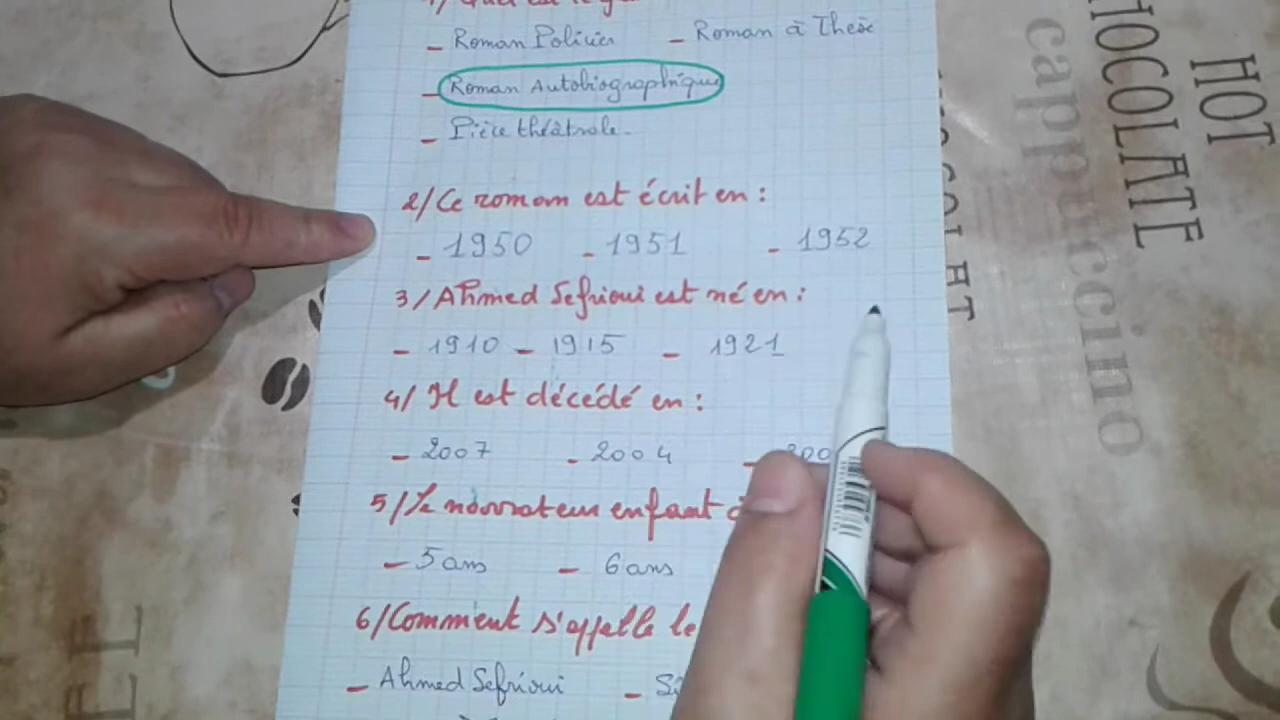 - Roman Policier - Roman à Thèse
- Roman Autobiographique
- Pièce théâtrale.
2/ Ce roman est écrit en :
- 1950 - 1951 - 1952
3/ Ahmed Sefrioui est né en :
- 1910 - 1915 - 1921
4/ Il est décédé en :
- 2007 - 2004 -
5/ Le narrateur enfant
- 5 ans - 6 ans
6/ Comment s'appelle le
- Ahmed Sefrioui -
HOT
CHOCOLATE
cappuccino